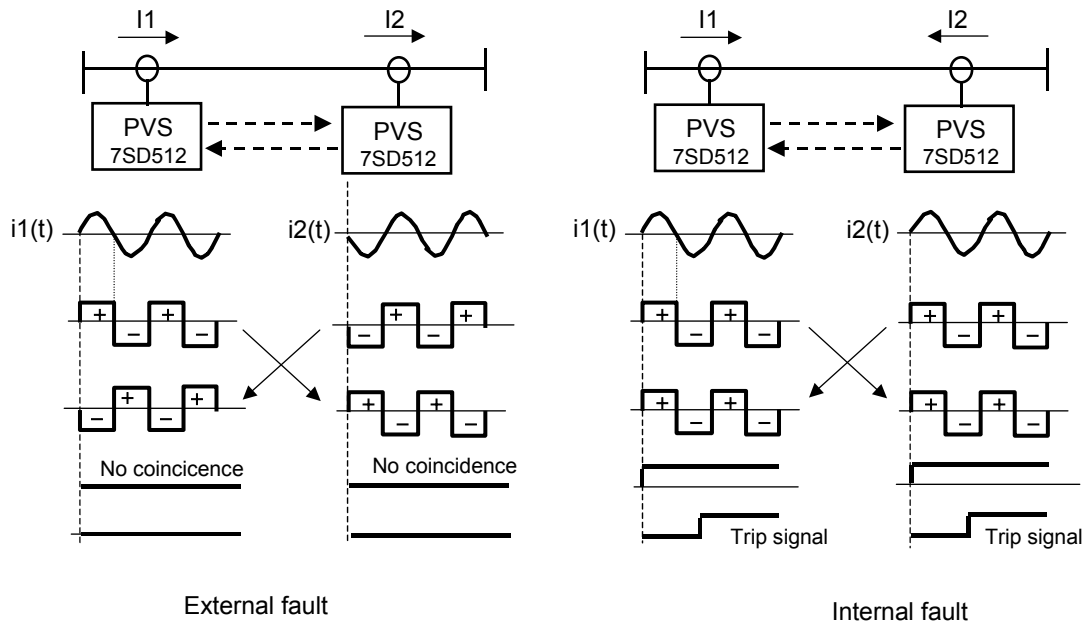 I1 I2 I1 I2
PVS PVS PVS PVS
7SD512 7SD512 7SD512 7SD512
i1(t) i2(t) i1(t) i2(t)
+ − + − − + − + + − + − + − + −
− + − + + − + − + − + − + − + −
No coincicence No coincidence
Trip signal Trip signal
External fault Internal fault